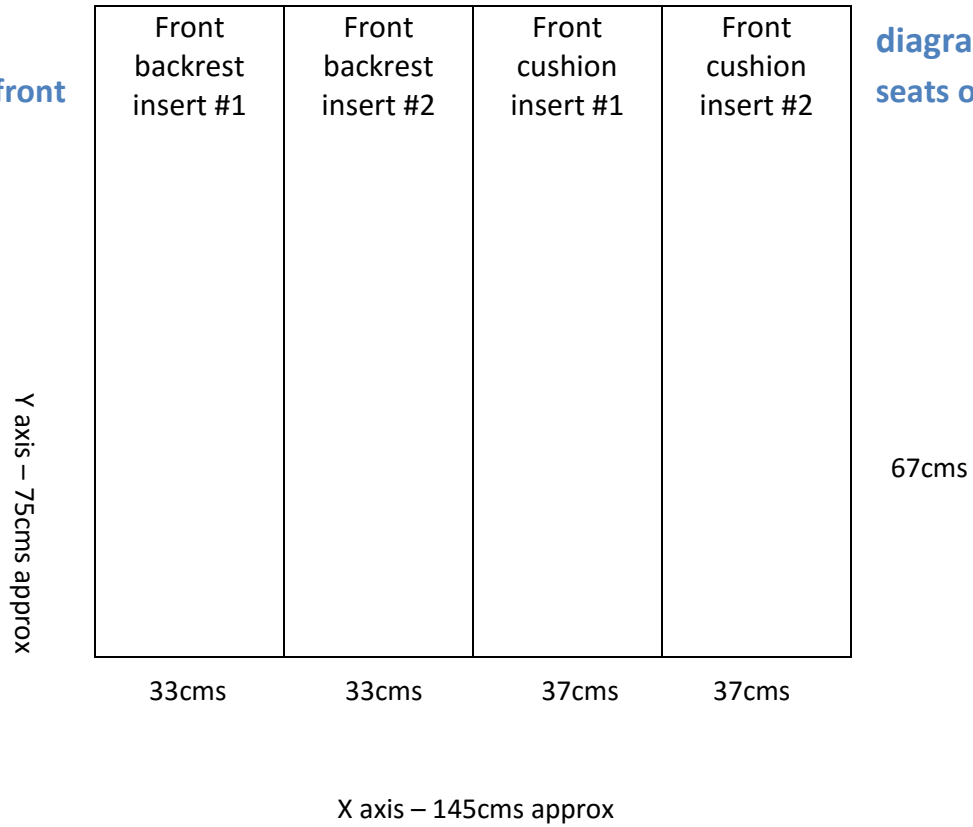 Front
backrest
insert #1
Front
backrest
insert #2
Front
cushion
insert #1
Front
cushion
insert #2
front
diagra
seats o
Y axis – 75cms approx
67cms
33cms
33cms
37cms
37cms
X axis – 145cms approx